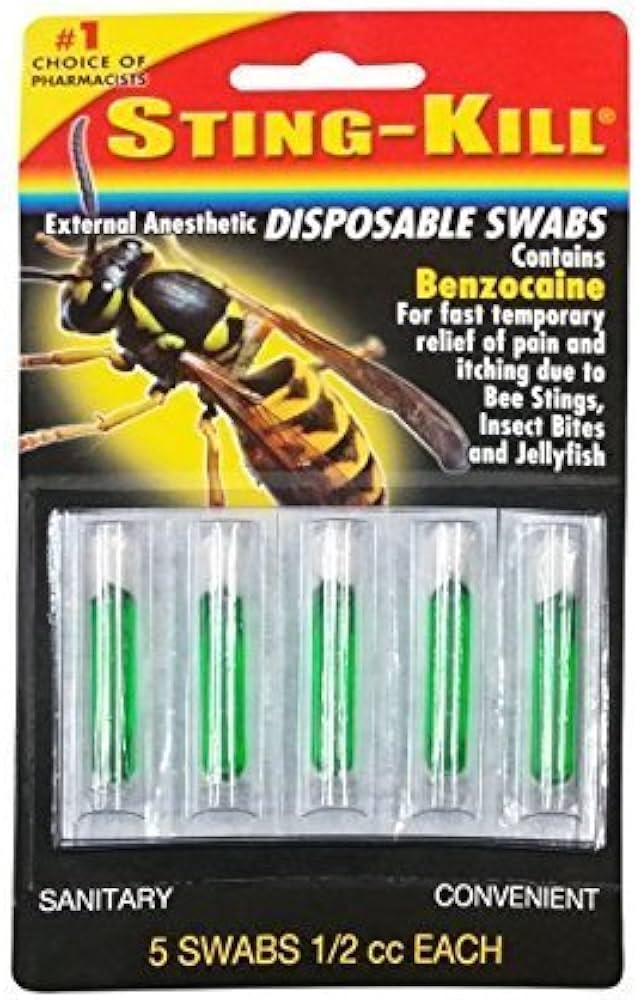 #1
CHOICE OF
PHARMACISTS
STING-KILL®
External Anesthetic DISPOSABLE SWABS
Contains
Benzocaine
For fast temporary
relief of pain and
itching due to
Bee Stings,
Insect Bites
and Jellyfish
SANITARY
CONVENIENT
5 SWABS 1/2 cc EACH